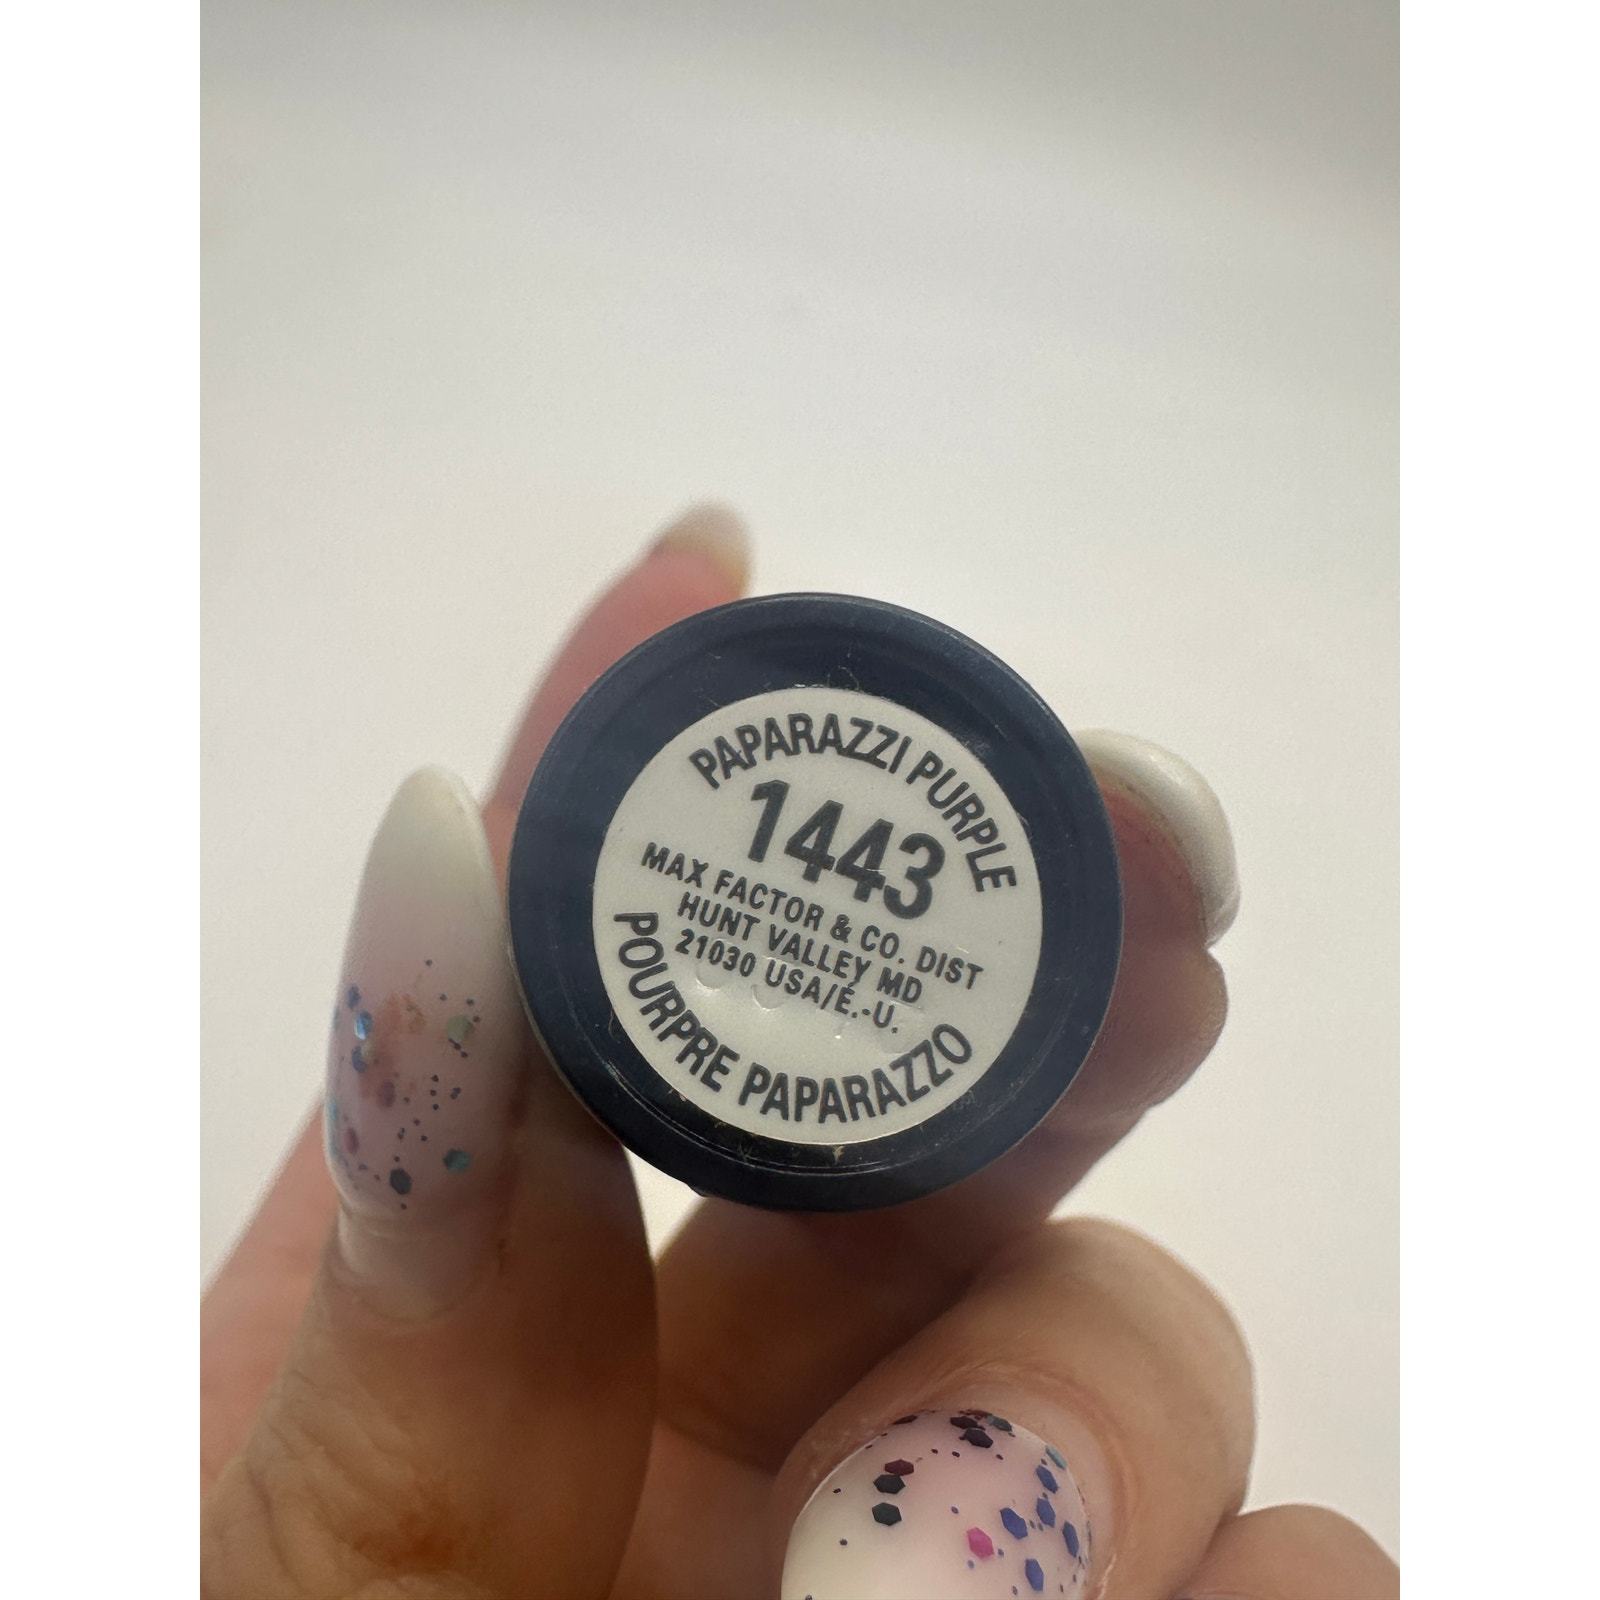 PAPARAZZI PURPLE
1443
MAX FACTOR & CO. DIST
HUNT VALLEY MD
21030 USA/É.-U.
POURPRE PAPARAZZO